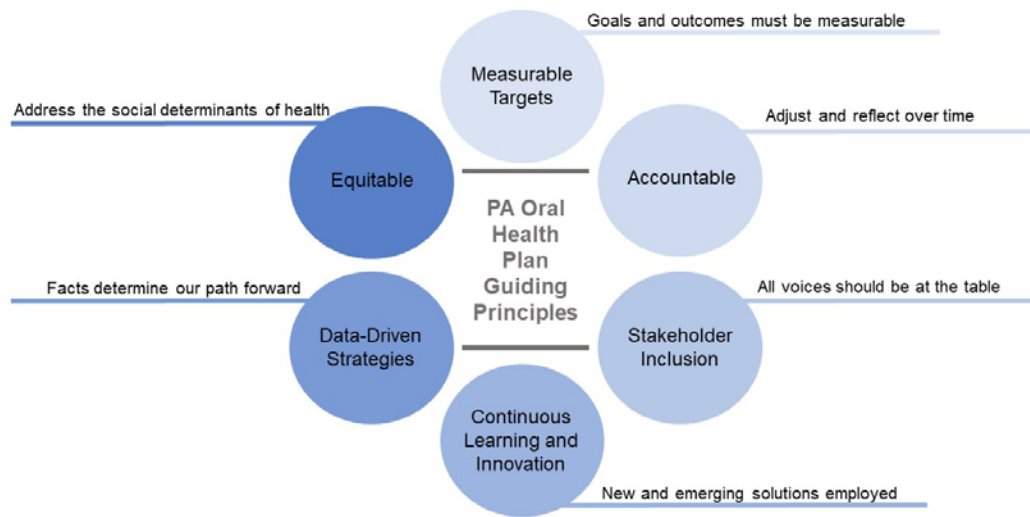 Goals and outcomes must be measurable
Measurable
Targets
Address the social determinants of health
Adjust and reflect over time
Equitable
Accountable
PA Oral
Health
Plan
Guiding
Principles
Facts determine our path forward
All voices should be at the table
Data-Driven
Strategies
Stakeholder
Inclusion
Continuous
Learning and
Innovation
New and emerging solutions employed